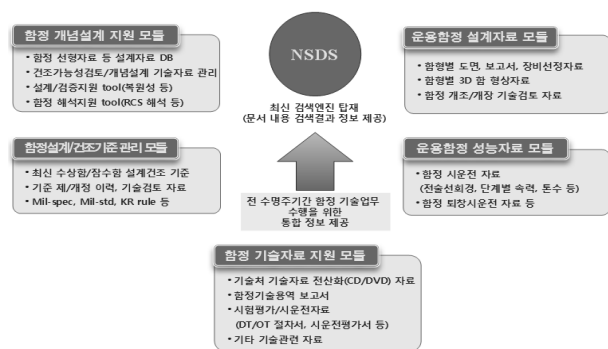 함정 개념설계 지원 모듈
• 함정 선형자료 등 설계자료 DB
• 건조가능성검토/개념설계 기술자료 관리
• 설계/검증지원 tool(복원성 등)
• 함정 해석지원 tool(RCS 해석 등)
함정설계/건조기준 관리 모듈
• 최신 수상함/잠수함 설계건조 기준
• 기준 제/개정 이력, 기술검토 자료
• Mil-spec, Mil-std, KR rule 등
NSDS
최신 검색엔진 탑재
(문서 내용 검색결과 정보 제공)
전 수명주기간 함정 기술업무
수행을 위한
통합 정보 제공
운용함정 설계자료 모듈
• 함형별 도면, 보고서, 장비선정자료
• 함형별 3D 함 형상자료
• 함정 개조/개장 기술검토 자료
운용함정 성능자료 모듈
• 함정 시운전 자료
(전술선회경, 단계별 속력, 톤수 등)
• 함정 퇴창시운전 자료 등
함정 기술자료 지원 모듈
• 기술처 기술자료 전산화(CD/DVD) 자료
• 함정기술용역 보고서
• 시험평가/시운전자료
(DT/OT 절차서, 시운전평가서 등)
• 기타 기술관련 자료